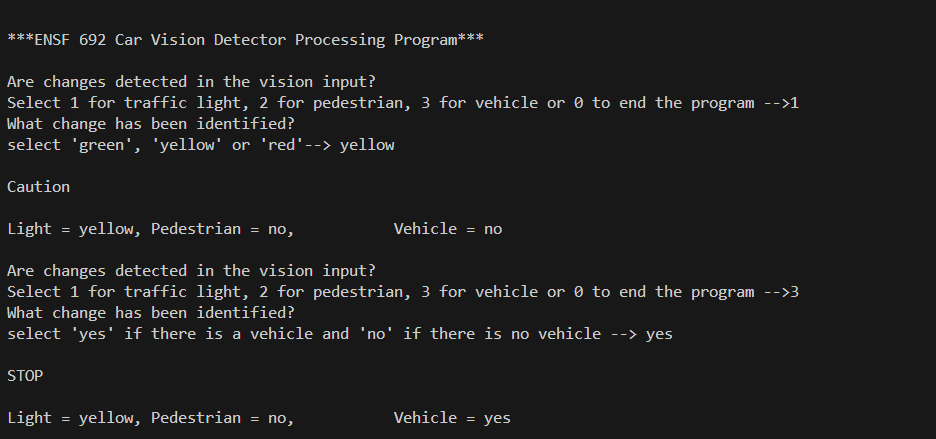 ***ENSF 692 Car Vision Detector Processing Program***
Are changes detected in the vision input?
Select 1 for traffic light, 2 for pedestrian, 3 for vehicle or 0 to end the program -->1
What change has been identified?
select 'green', 'yellow' or 'red'--> yellow
Caution
Light = yellow, Pedestrian = no,           Vehicle = no
Are changes detected in the vision input?
Select 1 for traffic light, 2 for pedestrian, 3 for vehicle or 0 to end the program -->3
What change has been identified?
select 'yes' if there is a vehicle and 'no' if there is no vehicle --> yes
STOP
Light = yellow, Pedestrian = no,           Vehicle = yes